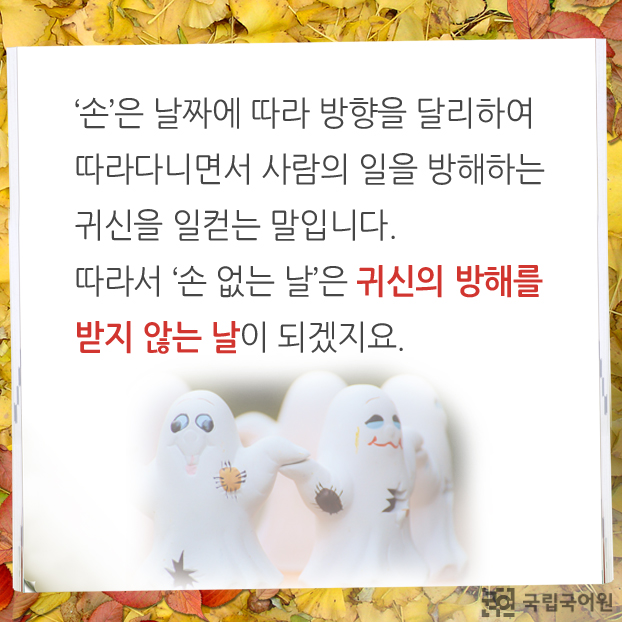 ‘손’은 날짜에 따라 방향을 달리하여
따라다니면서 사람의 일을 방해하는
귀신을 일컫는 말입니다.
따라서 ‘손 없는 날’은 귀신의 방해를
받지 않는 날이 되겠지요.
국립국어원